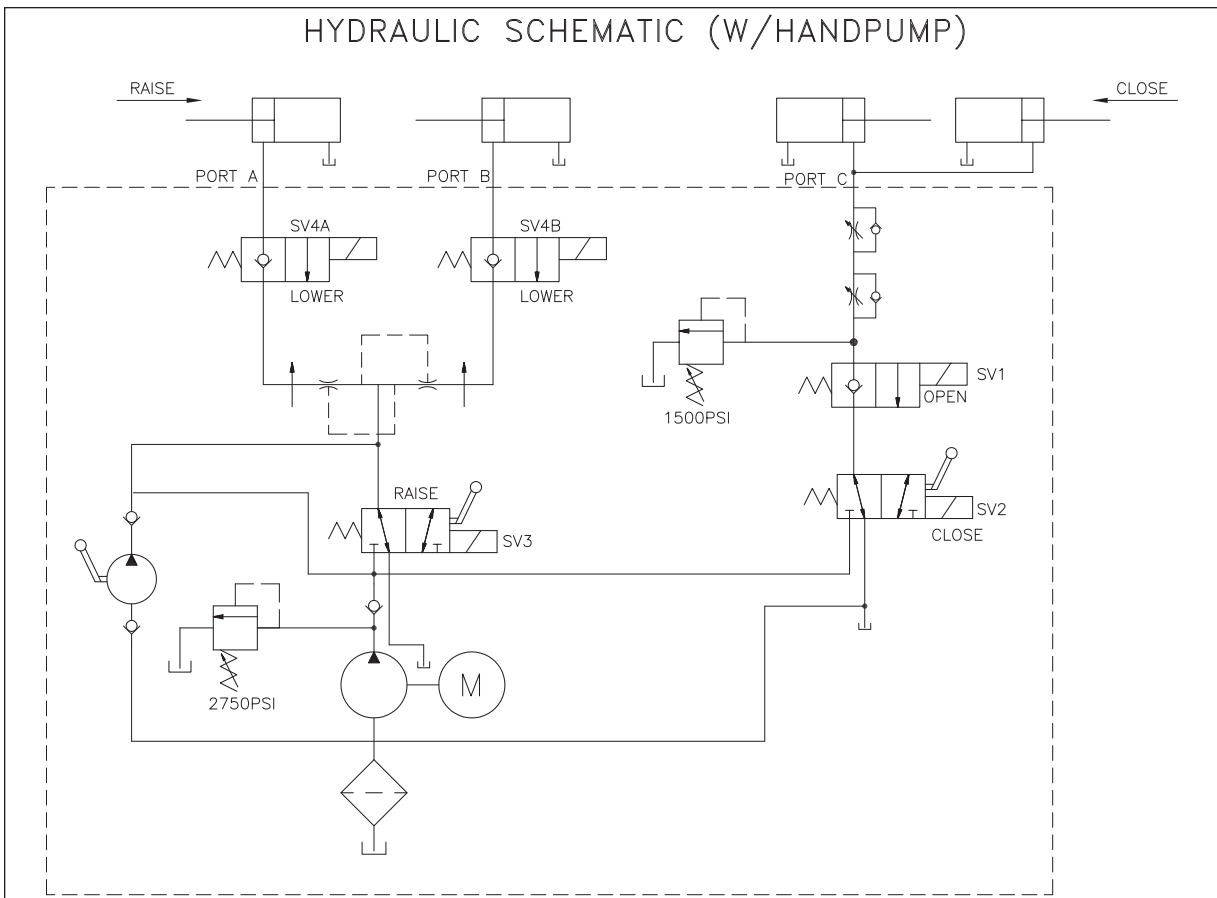 HYDRAULIC SCHEMATIC (W/HANDPUMP)
RAISE
CLOSE
PORT A
PORT B
PORT C
SV4A
SV4B
LOWER
LOWER
SV1
OPEN
1500PSI
RAISE
SV3
SV2
CLOSE
2750PSI
M